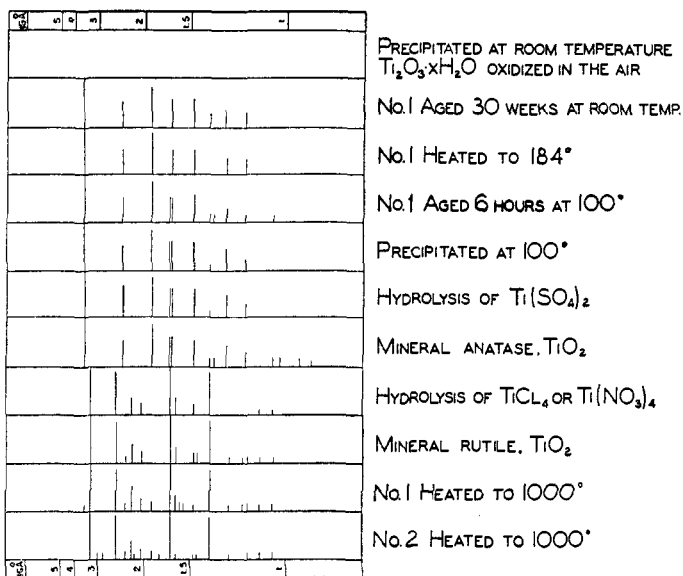 Å 5 4 3 2 1.5 1
PRECIPITATED AT ROOM TEMPERATURE
Ti₂O₃·xH₂O OXIDIZED IN THE AIR
No.1 AGED 30 WEEKS AT ROOM TEMP.
No.1 HEATED TO 184°
No.1 AGED 6 HOURS AT 100°
PRECIPITATED AT 100°
HYDROLYSIS OF Ti(SO₄)₂
MINERAL ANATASE, TiO₂
HYDROLYSIS OF TiCL₄ OR Ti(NO₃)₄
MINERAL RUTILE, TiO₂
No.1 HEATED TO 1000°
No.2 HEATED TO 1000°
5 4 3 2 1.5 1